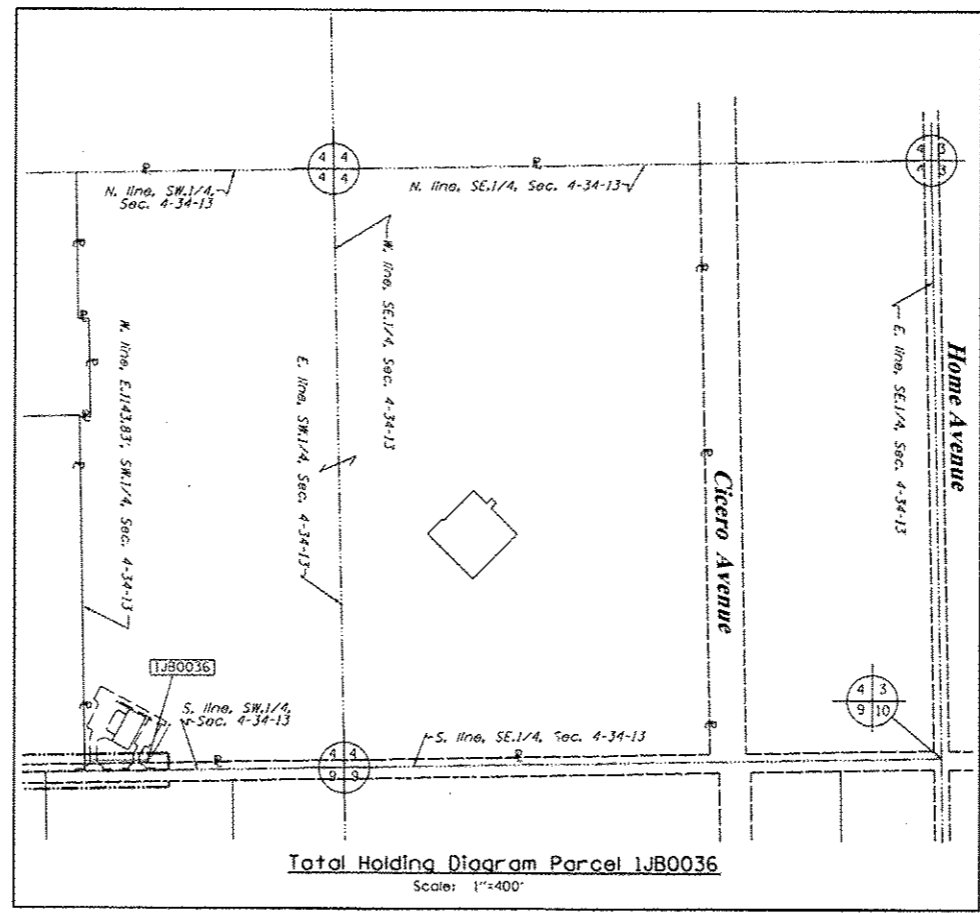 4 4
4 4
4 3
4 3
N. line, SW.1/4,
Sec. 4-34-13
N. line, SE.1/4, Sec. 4-34-13
W. line, SE.1/4, Sec. 4-34-13
E. line, SW.1/4, Sec. 4-34-13
W. line, E.1143.83', SW.1/4, Sec. 4-34-13
E. line, SE.1/4, Sec. 4-34-13
Home Avenue
Cicero Avenue
1JB0036
S. line, SW.1/4,
Sec. 4-34-13
S. line, SE.1/4, Sec. 4-34-13
4 3
9 10
4 4
9 9
Total Holding Diagram Parcel 1JB0036
Scale: 1"=400'